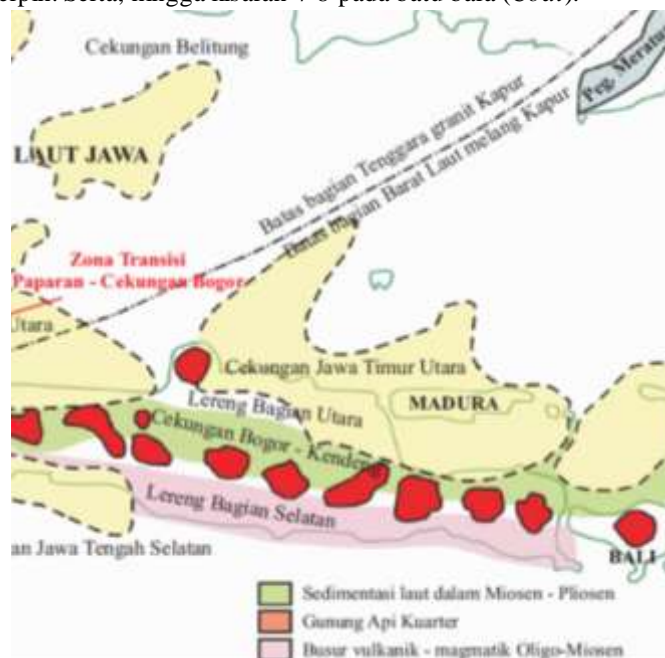 Cekungan Belitung
LAUT JAWA
Peg. Meratus
Batas bagian Tenggara granit Kapur
Batas bagian Barat Laut melang Kapur
Zona Transisi
Paparan - Cekungan Bogor
Utara
Cekungan Jawa Timur Utara
Lereng Bagian Utara
MADURA
Cekungan Bogor - Kendeng
Lereng Bagian Selatan
an Jawa Tengah Selatan
BALI
Sedimentasi laut dalam Miosen - Pliosen
Gunung Api Kuarter
Busur vulkanik - magmatik Oligo-Miosen